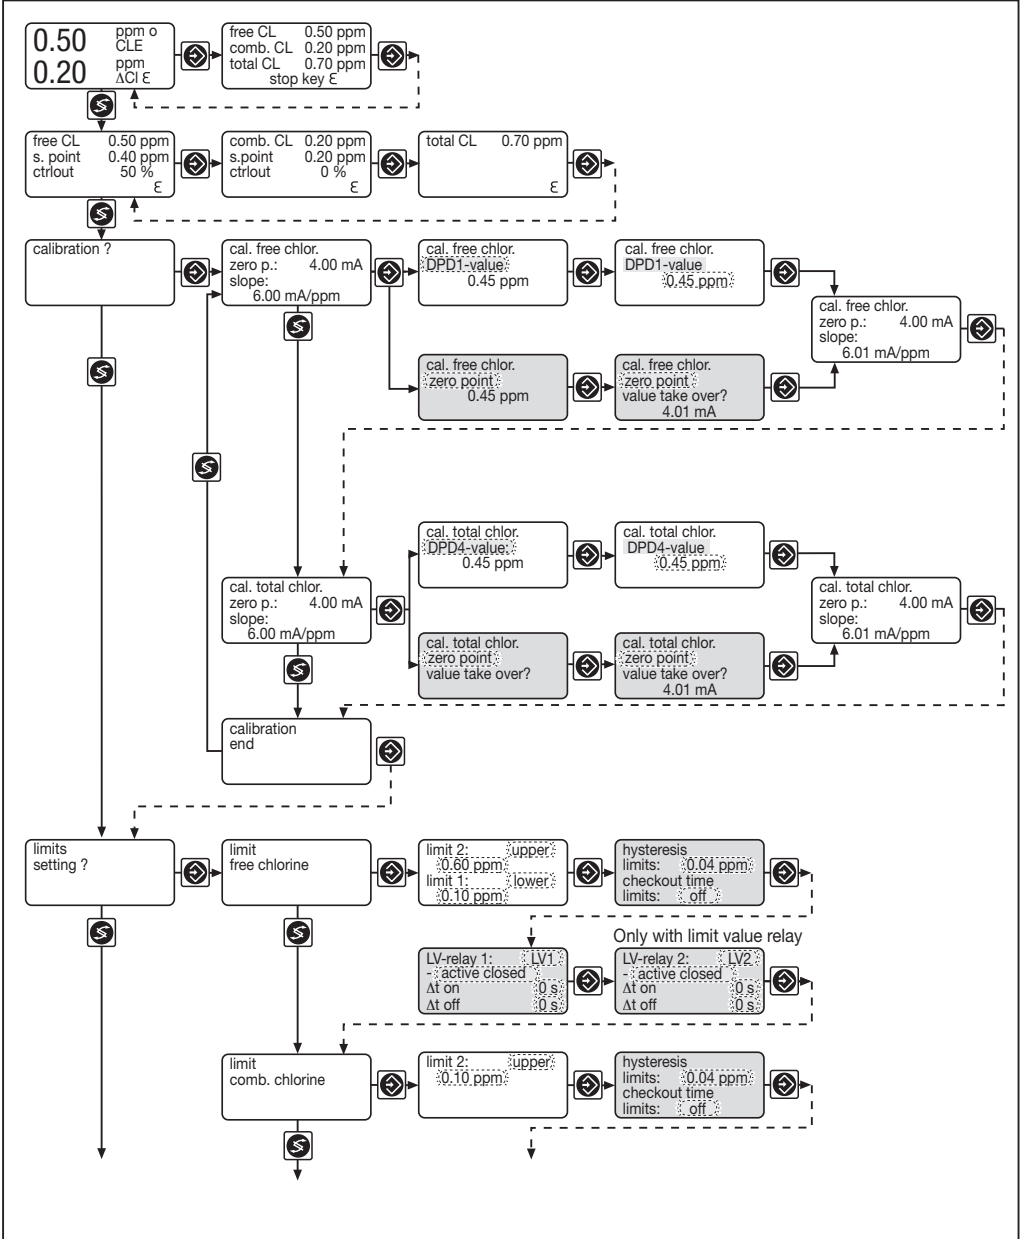 0.50 ppm o
CLE
0.20 ppm
ΔCl Ɛ
free CL 0.50 ppm
comb. CL 0.20 ppm
total CL 0.70 ppm
stop key Ɛ
free CL 0.50 ppm
s. point 0.40 ppm
ctrlout 50 %
Ɛ
comb. CL 0.20 ppm
s.point 0.20 ppm
ctrlout 0 %
Ɛ
total CL 0.70 ppm
Ɛ
calibration ?
cal. free chlor.
zero p.: 4.00 mA
slope:
6.00 mA/ppm
cal. free chlor.
DPD1-value
0.45 ppm
cal. free chlor.
DPD1-value
0.45 ppm
cal. free chlor.
zero p.: 4.00 mA
slope:
6.01 mA/ppm
cal. free chlor.
zero point
0.45 ppm
cal. free chlor.
zero point
value take over?
4.01 mA
cal. total chlor.
DPD4-value:
0.45 ppm
cal. total chlor.
DPD4-value
0.45 ppm
cal. total chlor.
zero p.: 4.00 mA
slope:
6.00 mA/ppm
cal. total chlor.
zero p.: 4.00 mA
slope:
6.01 mA/ppm
cal. total chlor.
zero point
value take over?
cal. total chlor.
zero point
value take over?
4.01 mA
calibration
end
limits
setting ?
limit
free chlorine
limit 2: upper
0.60 ppm
limit 1: lower
0.10 ppm
hysteresis
limits: 0.04 ppm
checkout time
limits: off
Only with limit value relay
LV-relay 1: LV1
- active closed
Δt on 0 s
Δt off 0 s
LV-relay 2: LV2
- active closed
Δt on 0 s
Δt off 0 s
limit
comb. chlorine
limit 2: upper
0.10 ppm
hysteresis
limits: 0.04 ppm
checkout time
limits: off